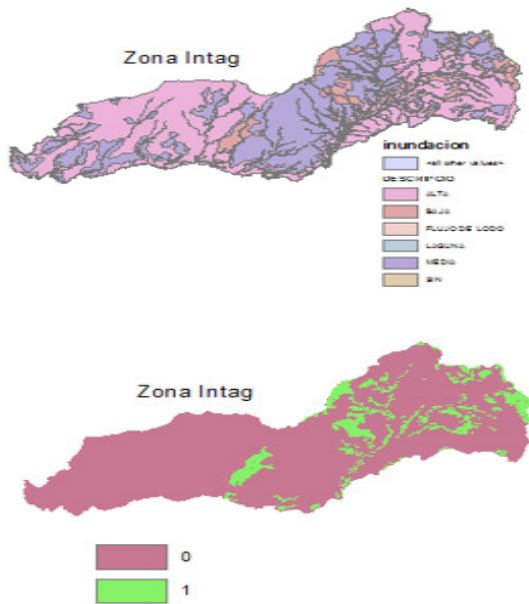 Zona Intag
inundacion
<all other values>
DESCRIPCIO
ALTA
BAJA
FLUJO DE LODO
LAGUNA
MEDIA
SIN
Zona Intag
0
1